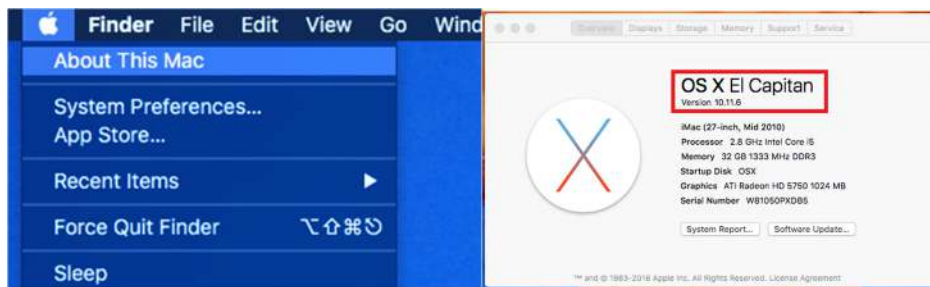 Finder File Edit View Go Wind
About This Mac
System Preferences...
App Store...
Recent Items
Force Quit Finder ⌥⇧⌘⎋
Sleep
Overview Displays Storage Memory Support Service
OS X El Capitan
Version 10.11.6
iMac (27-inch, Mid 2010)
Processor 2.8 GHz Intel Core i5
Memory 32 GB 1333 MHz DDR3
Startup Disk OSX
Graphics ATI Radeon HD 5750 1024 MB
Serial Number W81050PXDB5
System Report... Software Update...
™ and © 1983-2016 Apple Inc. All Rights Reserved. License Agreement